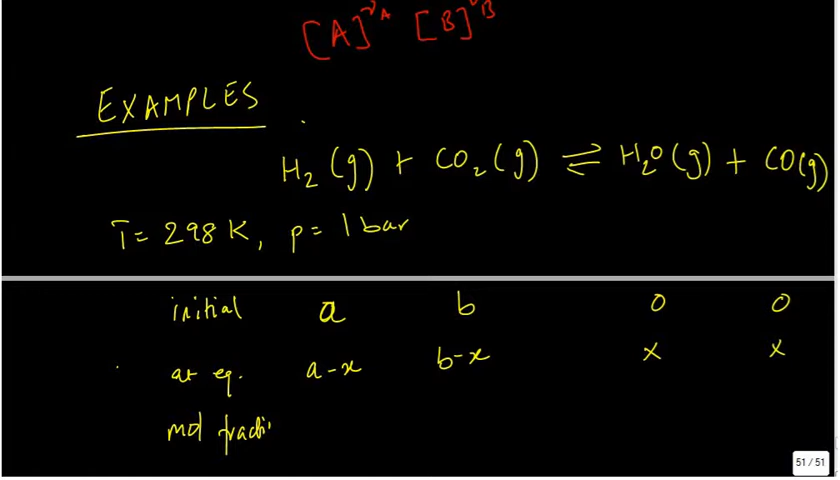 [A]^νA [B]^νB
EXAMPLES
H₂(g) + CO₂(g) ⇌ H₂O(g) + CO(g)
T = 298 K, p = 1 bar
initial a b 0 0
at eq. a-x b-x x x
mol fracti
51 / 51